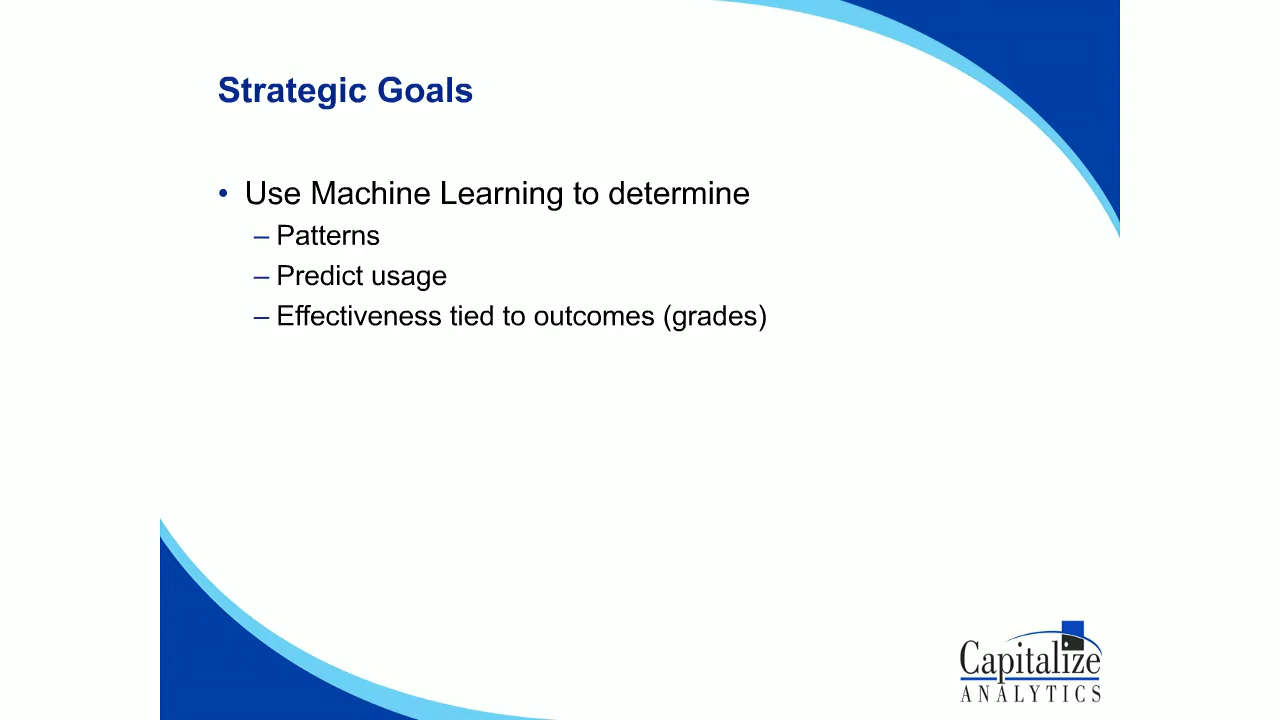 Strategic Goals
• Use Machine Learning to determine
– Patterns
– Predict usage
– Effectiveness tied to outcomes (grades)
Capitalize
ANALYTICS